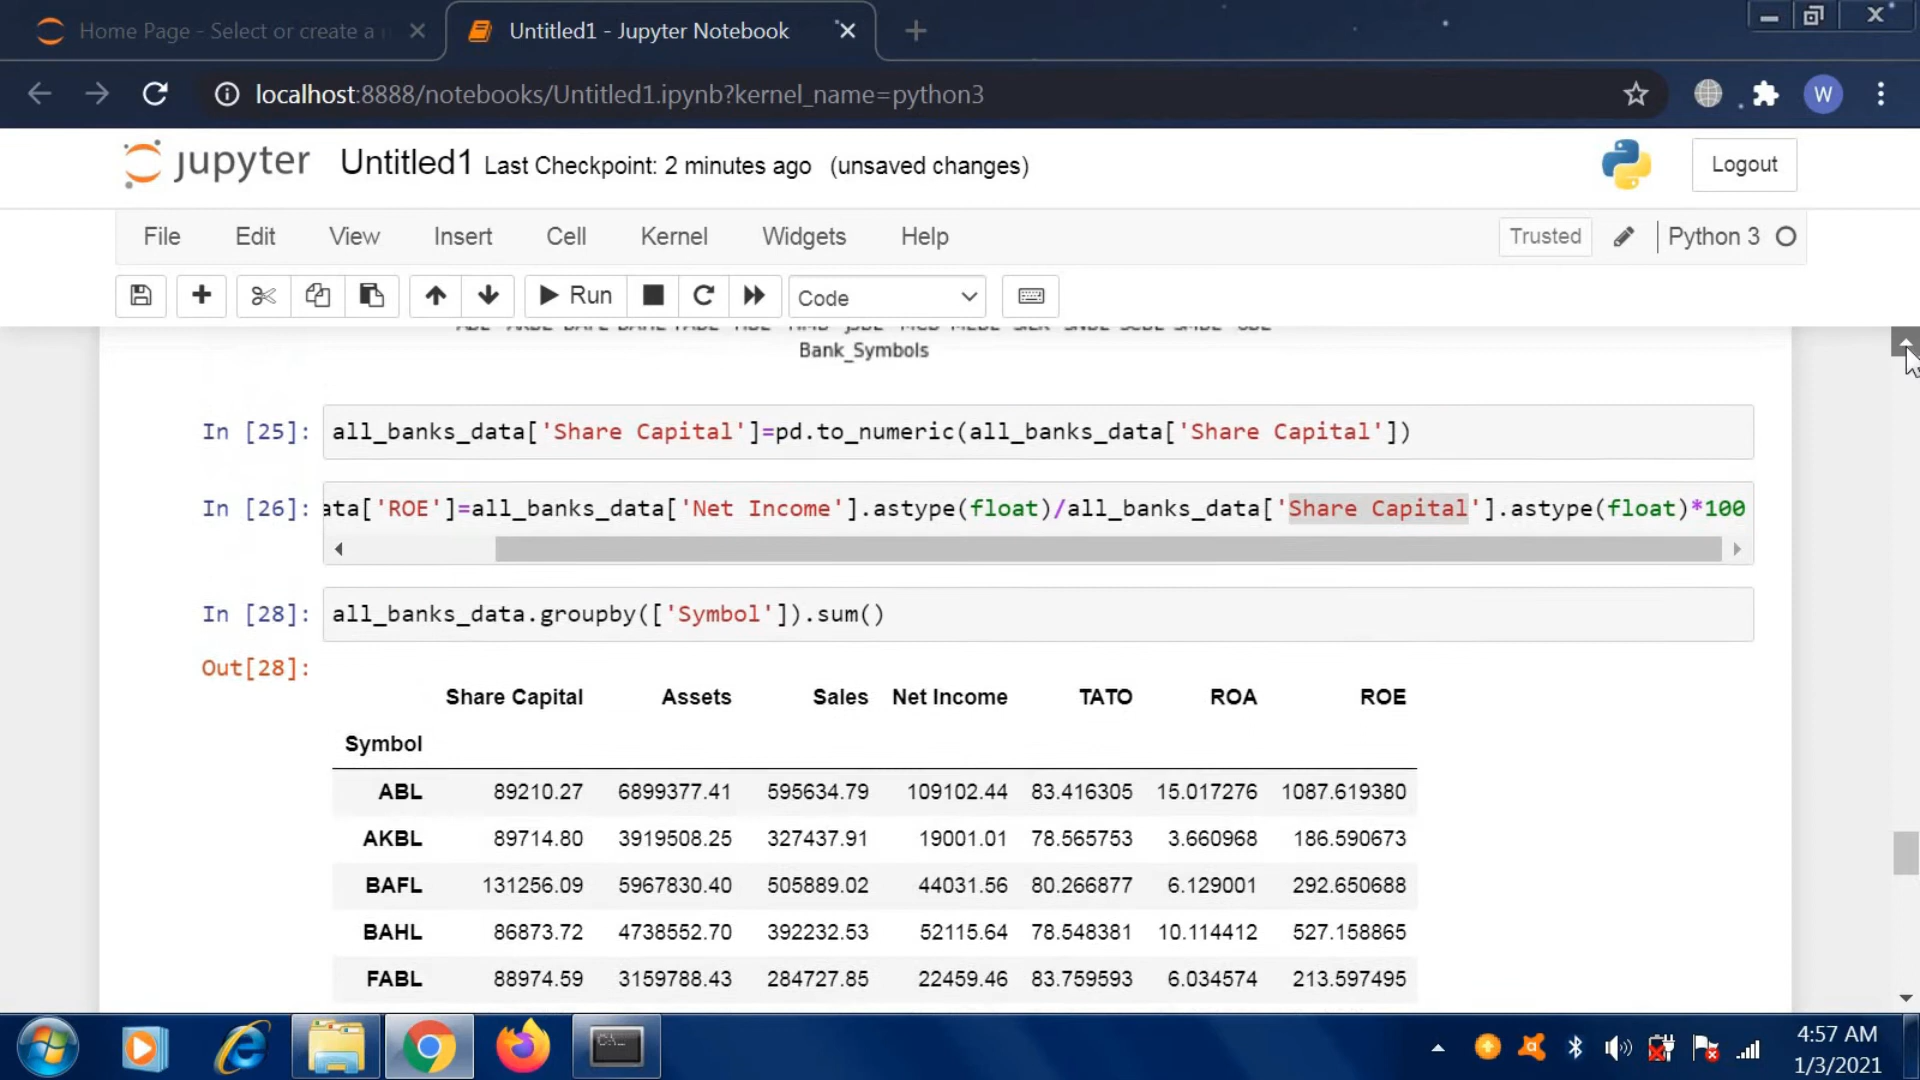 Home Page - Select or create a
Untitled1 - Jupyter Notebook
localhost:8888/notebooks/Untitled1.ipynb?kernel_name=python3
W
jupyter Untitled1 Last Checkpoint: 2 minutes ago (unsaved changes)
Logout
File Edit View Insert Cell Kernel Widgets Help
Trusted Python 3
Run Code
Bank_Symbols
In [25]: all_banks_data['Share Capital']=pd.to_numeric(all_banks_data['Share Capital'])
In [26]: ata['ROE']=all_banks_data['Net Income'].astype(float)/all_banks_data['Share Capital'].astype(float)*100
In [28]: all_banks_data.groupby(['Symbol']).sum()
Out[28]:
Share Capital Assets Sales Net Income TATO ROA ROE
Symbol
ABL 89210.27 6899377.41 595634.79 109102.44 83.416305 15.017276 1087.619380
AKBL 89714.80 3919508.25 327437.91 19001.01 78.565753 3.660968 186.590673
BAFL 131256.09 5967830.40 505889.02 44031.56 80.266877 6.129001 292.650688
BAHL 86873.72 4738552.70 392232.53 52115.64 78.548381 10.114412 527.158865
FABL 88974.59 3159788.43 284727.85 22459.46 83.759593 6.034574 213.597495
4:57 AM
1/3/2021